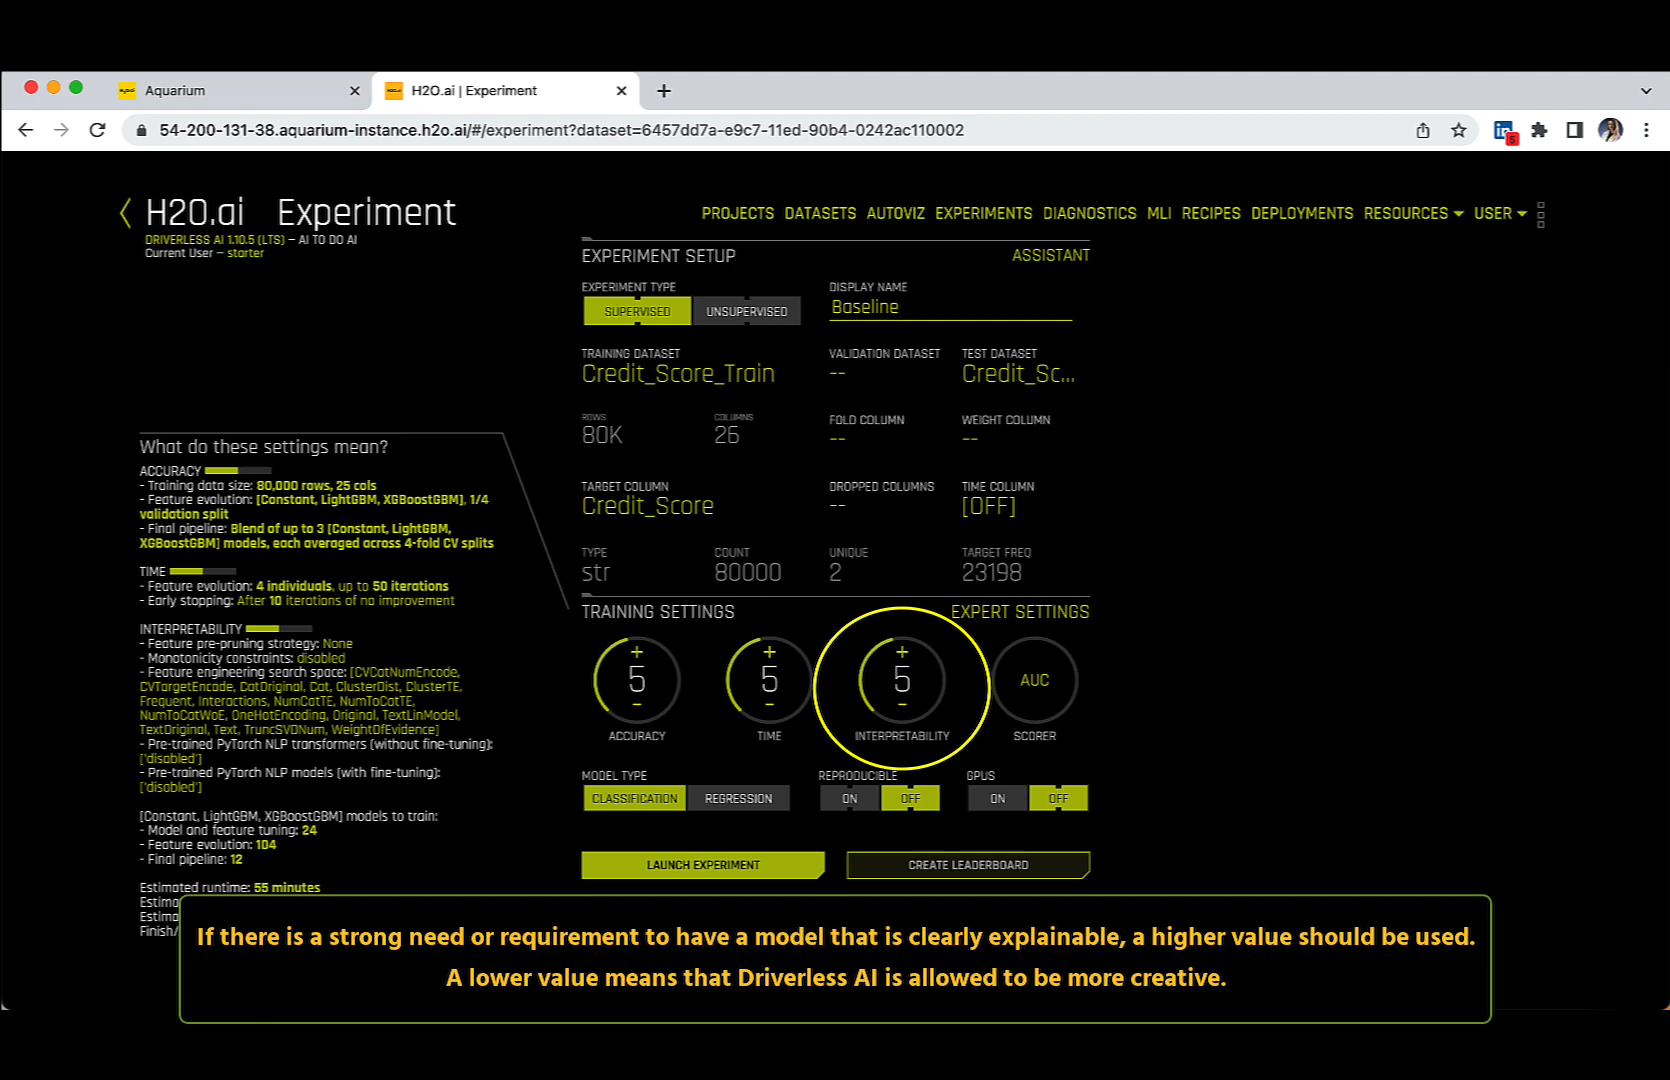 Aquarium
H2O.ai | Experiment
54-200-131-38.aquarium-instance.h2o.ai/#/experiment?dataset=6457dd7a-e9c7-11ed-90b4-0242ac110002
H2O.ai Experiment
DRIVERLESS AI 1.10.5 (LTS) – AI TO DO AI
Current User – starter
PROJECTS DATASETS AUTOVIZ EXPERIMENTS DIAGNOSTICS MLI RECIPES DEPLOYMENTS RESOURCES USER
EXPERIMENT SETUP ASSISTANT
EXPERIMENT TYPE DISPLAY NAME
SUPERVISED UNSUPERVISED Baseline
TRAINING DATASET VALIDATION DATASET TEST DATASET
Credit_Score_Train -- Credit_Sc...
ROWS COLUMNS FOLD COLUMN WEIGHT COLUMN
80K 26 -- --
TARGET COLUMN DROPPED COLUMNS TIME COLUMN
Credit_Score -- [OFF]
TYPE COUNT UNIQUE TARGET FREQ
str 80000 2 23198
What do these settings mean?
ACCURACY
- Training data size: 80,000 rows, 25 cols
- Feature evolution: [Constant, LightGBM, XGBoostGBM], 1/4
validation split
- Final pipeline: Blend of up to 3 [Constant, LightGBM,
XGBoostGBM] models, each averaged across 4-fold CV splits
TIME
- Feature evolution: 4 individuals, up to 50 iterations
- Early stopping: After 10 iterations of no improvement
INTERPRETABILITY
- Feature pre-pruning strategy: None
- Monotonicity constraints: disabled
- Feature engineering search space: [CVCatNumEncode,
CVTargetEncode, CatOriginal, Cat, ClusterDist, ClusterTE,
Frequent, Interactions, NumCatTE, NumToCatTE,
NumToCatWoE, OneHotEncoding, Original, TextLinModel,
TextOriginal, Text, TruncSVDNum, WeightOfEvidence]
- Pre-trained PyTorch NLP transformers (without fine-tuning):
['disabled']
- Pre-trained PyTorch NLP models (with fine-tuning):
['disabled']
[Constant, LightGBM, XGBoostGBM] models to train:
- Model and feature tuning: 24
- Feature evolution: 104
- Final pipeline: 12
Estimated runtime: 55 minutes
Estima
Estima
Finish/
TRAINING SETTINGS EXPERT SETTINGS
+ + +
5 5 5 AUC
- - -
ACCURACY TIME INTERPRETABILITY SCORER
MODEL TYPE REPRODUCIBLE GPUS
CLASSIFICATION REGRESSION ON OFF ON OFF
LAUNCH EXPERIMENT CREATE LEADERBOARD
If there is a strong need or requirement to have a model that is clearly explainable, a higher value should be used.
A lower value means that Driverless AI is allowed to be more creative.